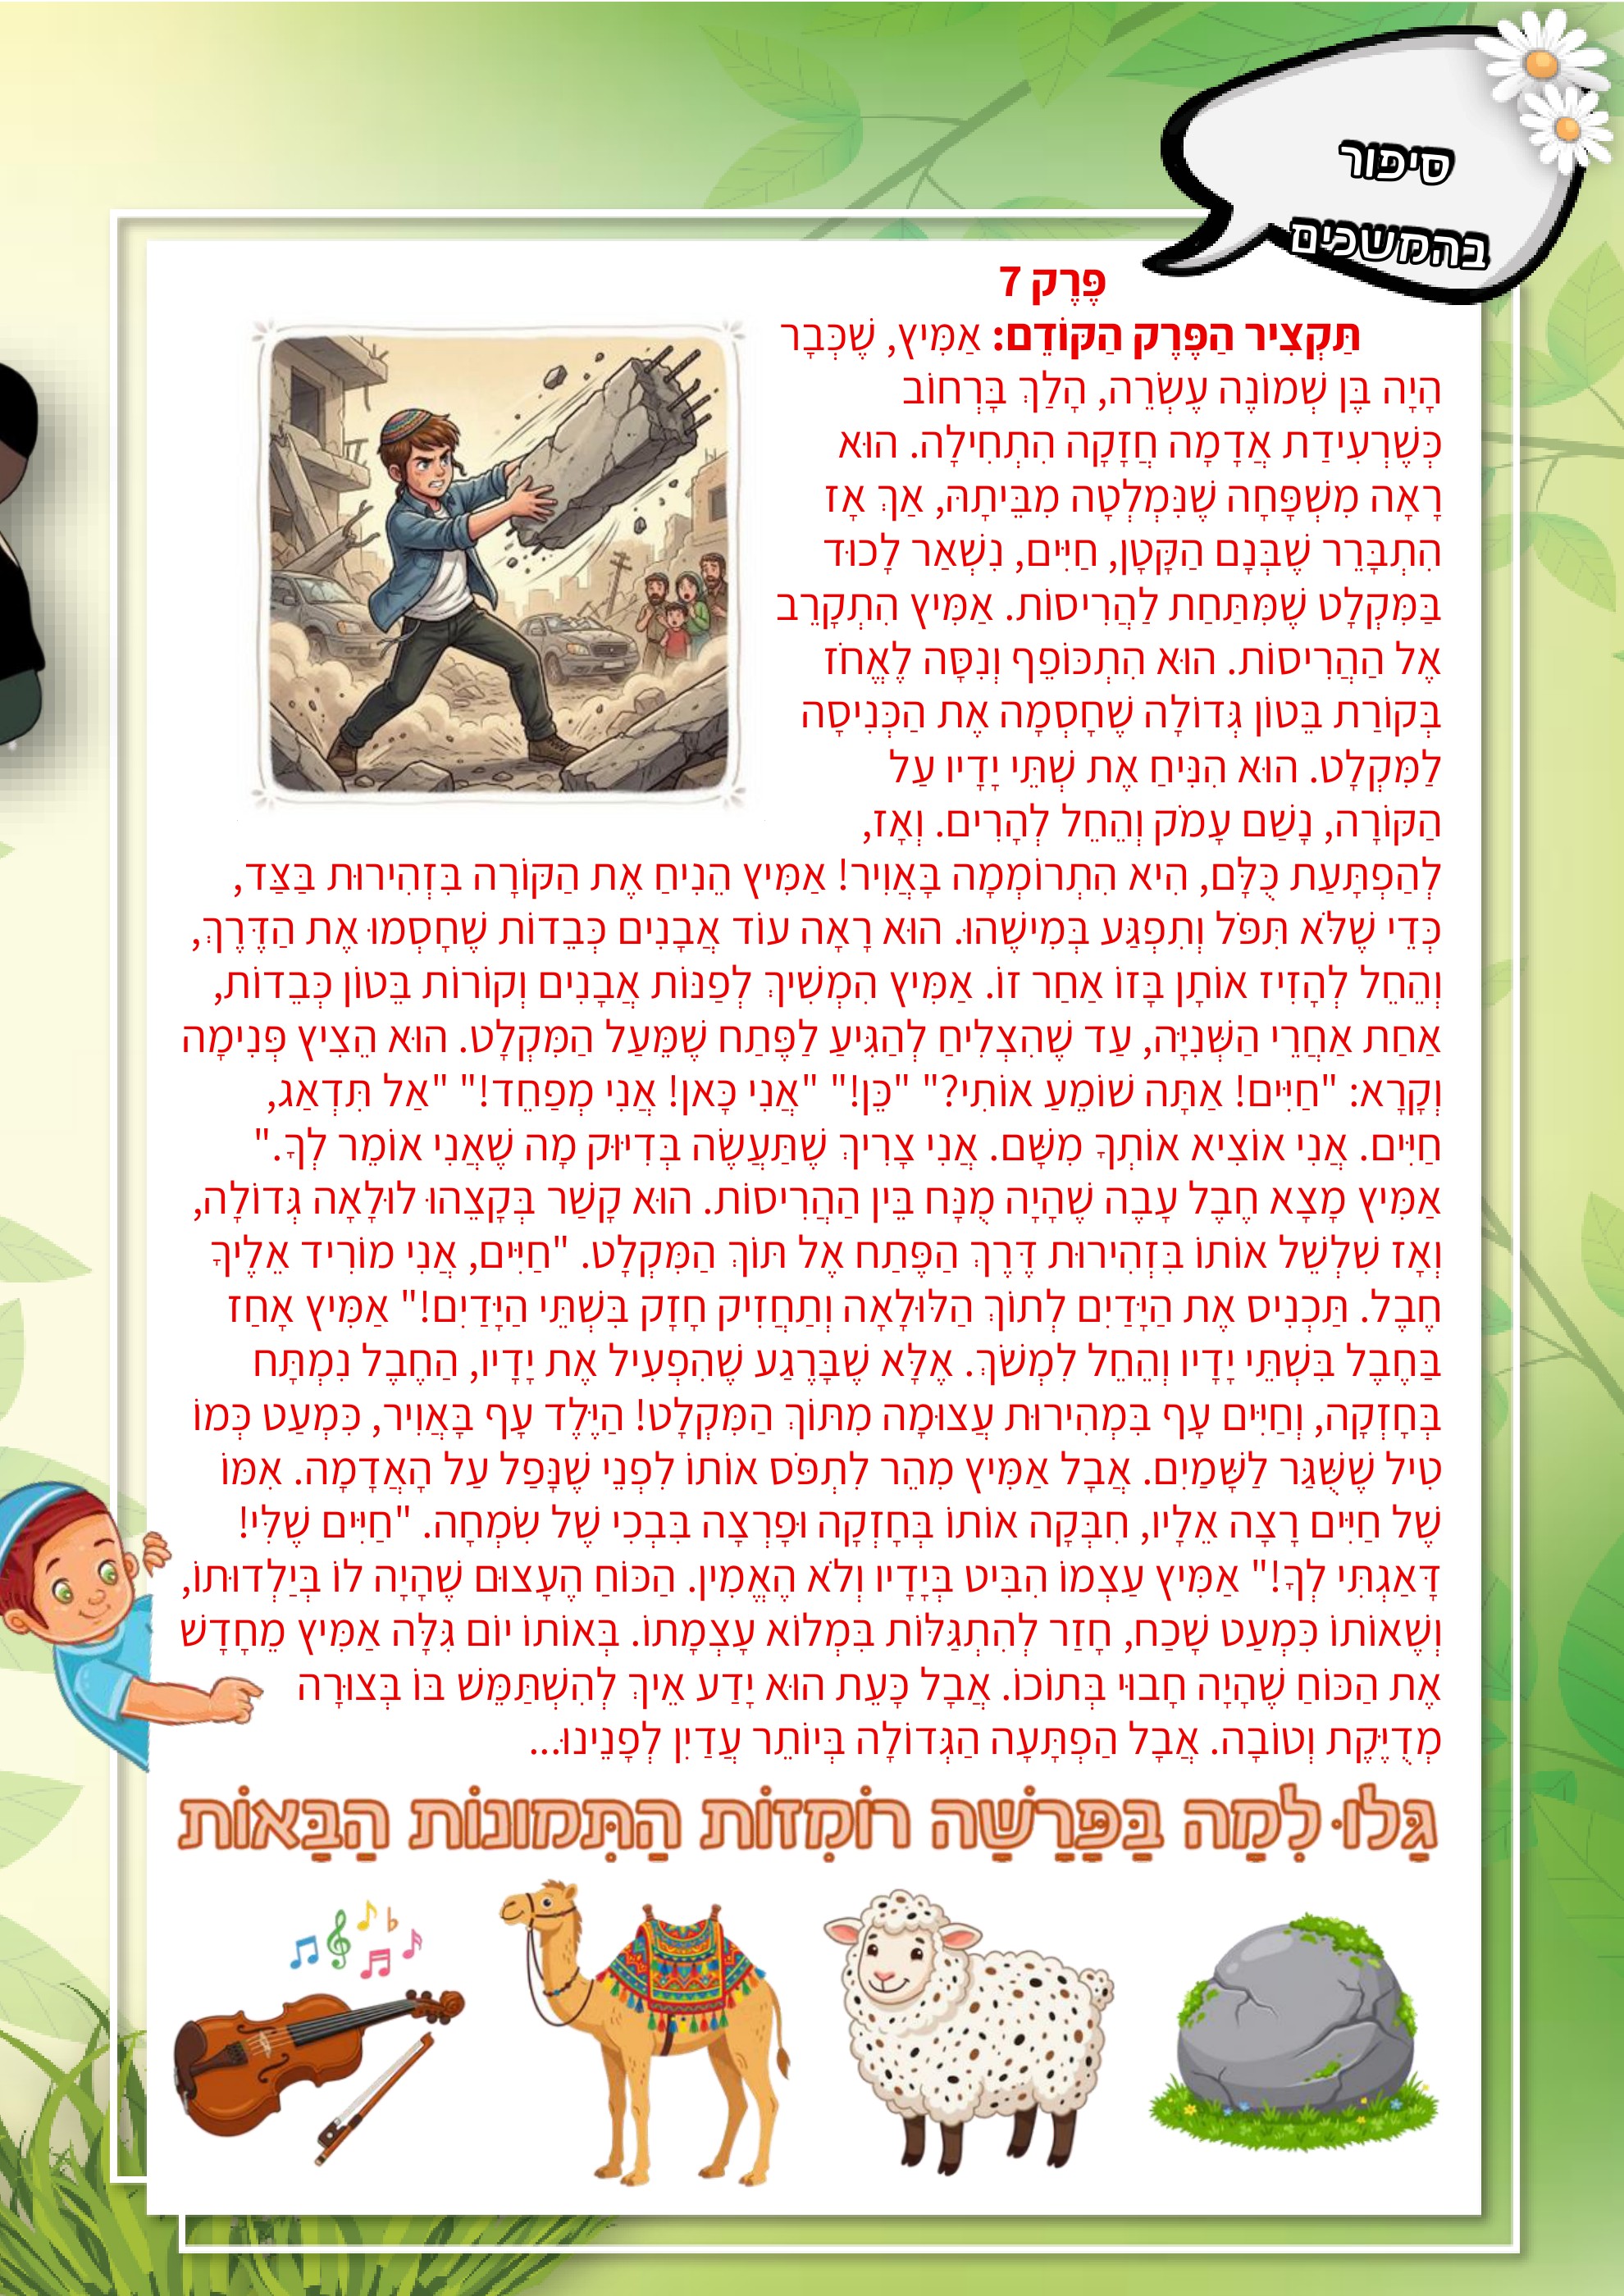 סיפור
בהמשכים
פֶּרֶק 7
תַּקְצִיר הַפֶּרֶק הַקּוֹדֵם: אַמִּיץ, שֶׁכְּבָר
הָיָה בֶּן שְׁמוֹנֶה עֶשְׂרֵה, הָלַךְ בָּרְחוֹב
כְּשֶׁרְעִידַת אֲדָמָה חֲזָקָה הִתְחִילָה. הוּא
רָאָה מִשְׁפָּחָה שֶׁנִּמְלְטָה מִבֵּיתָהּ, אַךְ אָז
הִתְבָּרֵר שֶׁבְּנָם הַקָּטָן, חַיִּים, נִשְׁאַר לָכוּד
בַּמִּקְלָט שֶׁמִּתַּחַת לַהֲרִיסוֹת. אַמִּיץ הִתְקָרֵב
אֶל הַהֲרִיסוֹת. הוּא הִתְכּוֹפֵף וְנִסָּה לֶאֱחֹז
בְּקוֹרַת בֵּטוֹן גְּדוֹלָה שֶׁחָסְמָה אֶת הַכְּנִיסָה
לַמִּקְלָט. הוּא הִנִּיחַ אֶת שְׁתֵּי יָדָיו עַל
הַקּוֹרָה, נָשַׁם עָמֹק וְהֵחֵל לְהָרִים. וְאָז,
לְהַפְתָּעַת כֻּלָּם, הִיא הִתְרוֹמְמָה בָּאֲוִיר! אַמִּיץ הֵנִיחַ אֶת הַקּוֹרָה בִּזְהִירוּת בַּצַּד,
כְּדֵי שֶׁלֹּא תִּפֹּל וְתִפְגַּע בְּמִישֶׁהוּ. הוּא רָאָה עוֹד אֲבָנִים כְּבֵדוֹת שֶׁחָסְמוּ אֶת הַדֶּרֶךְ,
וְהֵחֵל לְהָזִיז אוֹתָן בָּזוֹ אַחַר זוֹ. אַמִּיץ הִמְשִׁיךְ לְפַנּוֹת אֲבָנִים וְקוֹרוֹת בֵּטוֹן כְּבֵדוֹת,
אַחַת אַחֲרֵי הַשְּׁנִיָּה, עַד שֶׁהִצְלִיחַ לְהַגִּיעַ לַפֶּתַח שֶׁמֵּעַל הַמִּקְלָט. הוּא הֵצִיץ פְּנִימָה
וְקָרָא: "חַיִּים! אַתָּה שׁוֹמֵעַ אוֹתִי?" "כֵּן!" "אֲנִי כָּאן! אֲנִי מְפַחֵד!" "אַל תִּדְאַג,
חַיִּים. אֲנִי אוֹצִיא אוֹתְךָ מִשָּׁם. אֲנִי צָרִיךְ שֶׁתַּעֲשֶׂה בְּדִיּוּק מָה שֶׁאֲנִי אוֹמֵר לְךָ."
אַמִּיץ מָצָא חֶבֶל עָבֶה שֶׁהָיָה מֻנָּח בֵּין הַהֲרִיסוֹת. הוּא קָשַׁר בְּקָצֵהוּ לוּלָאָה גְּדוֹלָה,
וְאָז שִׁלְשֵׁל אוֹתוֹ בִּזְהִירוּת דֶּרֶךְ הַפֶּתַח אֶל תּוֹךְ הַמִּקְלָט. "חַיִּים, אֲנִי מוֹרִיד אֵלֶיךָ
חֶבֶל. תַּכְנִיס אֶת הַיָּדַיִם לְתוֹךְ הַלּוּלָאָה וְתַחֲזִיק חָזָק בִּשְׁתֵּי הַיָּדַיִם!" אַמִּיץ אָחַז
בַּחֶבֶל בִּשְׁתֵּי יָדָיו וְהֵחֵל לִמְשֹׁךְ. אֶלָּא שֶׁבָּרֶגַע שֶׁהִפְעִיל אֶת יָדָיו, הַחֶבֶל נִמְתָּח
בְּחָזְקָה, וְחַיִּים עָף בִּמְהִירוּת עֲצוּמָה מִתּוֹךְ הַמִּקְלָט! הַיֶּלֶד עָף בָּאֲוִיר, כִּמְעַט כְּמוֹ
טִיל שֶׁשֻּׁגַּר לַשָּׁמַיִם. אֲבָל אַמִּיץ מִהֵר לִתְפֹּס אוֹתוֹ לִפְנֵי שֶׁנָּפַל עַל הָאֲדָמָה. אִמּוֹ
שֶׁל חַיִּים רָצָה אֵלָיו, חִבְּקָה אוֹתוֹ בְּחָזְקָה וּפָרְצָה בִּבְכִי שֶׁל שִׂמְחָה. "חַיִּים שֶׁלִּי!
דָּאַגְתִּי לְךָ!" אַמִּיץ עַצְמוֹ הִבִּיט בְּיָדָיו וְלֹא הֶאֱמִין. הַכּוֹחַ הֶעָצוּם שֶׁהָיָה לוֹ בְּיַלְדוּתוֹ,
וְשֶׁאוֹתוֹ כִּמְעַט שָׁכַח, חָזַר לְהִתְגַּלּוֹת בִּמְלוֹא עָצְמָתוֹ. בְּאוֹתוֹ יוֹם גִּלָּה אַמִּיץ מֵחָדָשׁ
אֶת הַכּוֹחַ שֶׁהָיָה חָבוּי בְּתוֹכוֹ. אֲבָל כָּעֵת הוּא יָדַע אֵיךְ לְהִשְׁתַּמֵּשׁ בּוֹ בְּצוּרָה
מְדֻיֶּקֶת וְטוֹבָה. אֲבָל הַפְתָּעָה הַגְּדוֹלָה בְּיוֹתֵר עֲדַיִן לְפָנֵינוּ...
גַּלּוּ לְמַה בַּפָּרָשָׁה רוֹמְזוֹת הַתְּמוּנוֹת הַבָּאוֹת